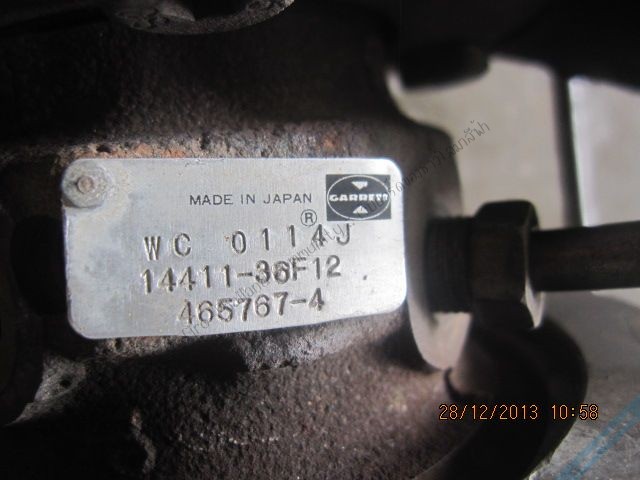 MADE IN JAPAN
GARRETT
®
WC 0114J
14411-36F12
465767-4
28/12/2013 10:58